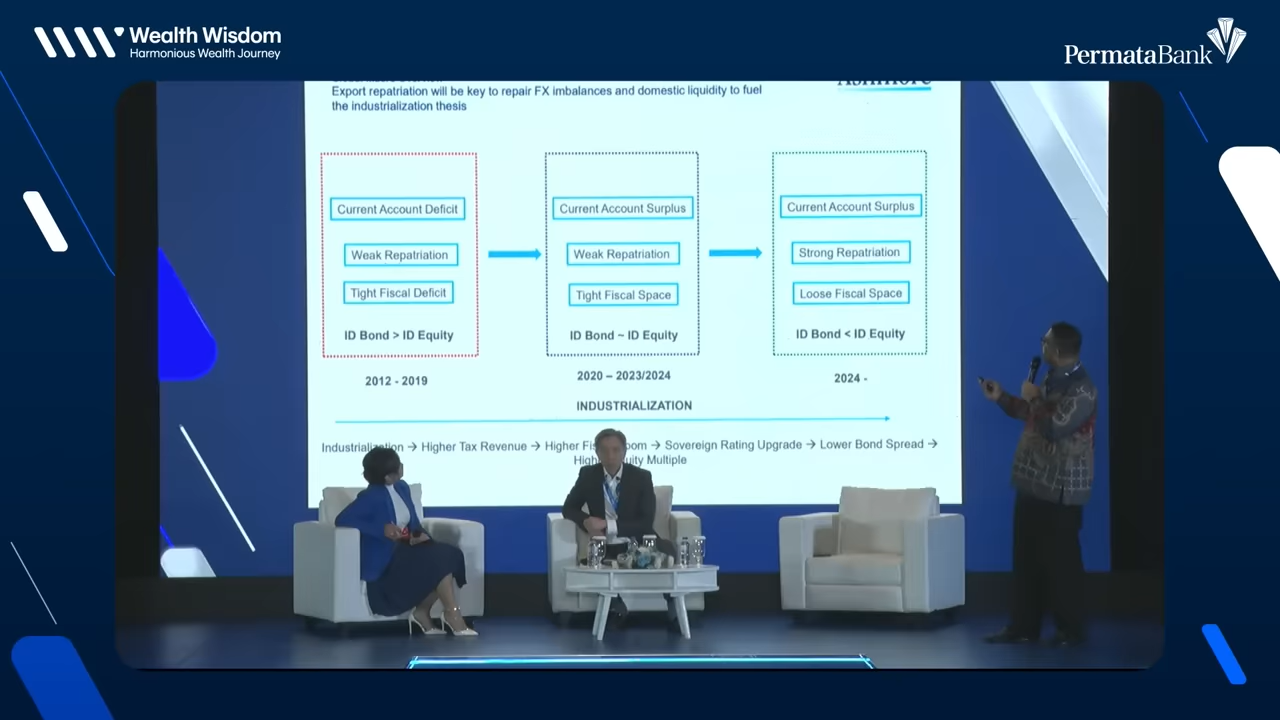 Wealth Wisdom
Harmonious Wealth Journey
PermataBank
Ashmore
Export repatriation will be key to repair FX imbalances and domestic liquidity to fuel
the industrialization thesis
Current Account Deficit
Weak Repatriation
Tight Fiscal Deficit
ID Bond > ID Equity
2012 - 2019
Current Account Surplus
Weak Repatriation
Tight Fiscal Space
ID Bond ~ ID Equity
2020 – 2023/2024
Current Account Surplus
Strong Repatriation
Loose Fiscal Space
ID Bond < ID Equity
2024 -
INDUSTRIALIZATION
Industrialization → Higher Tax Revenue → Higher → Sovereign Rating Upgrade → Lower Bond Spread →
Multiple